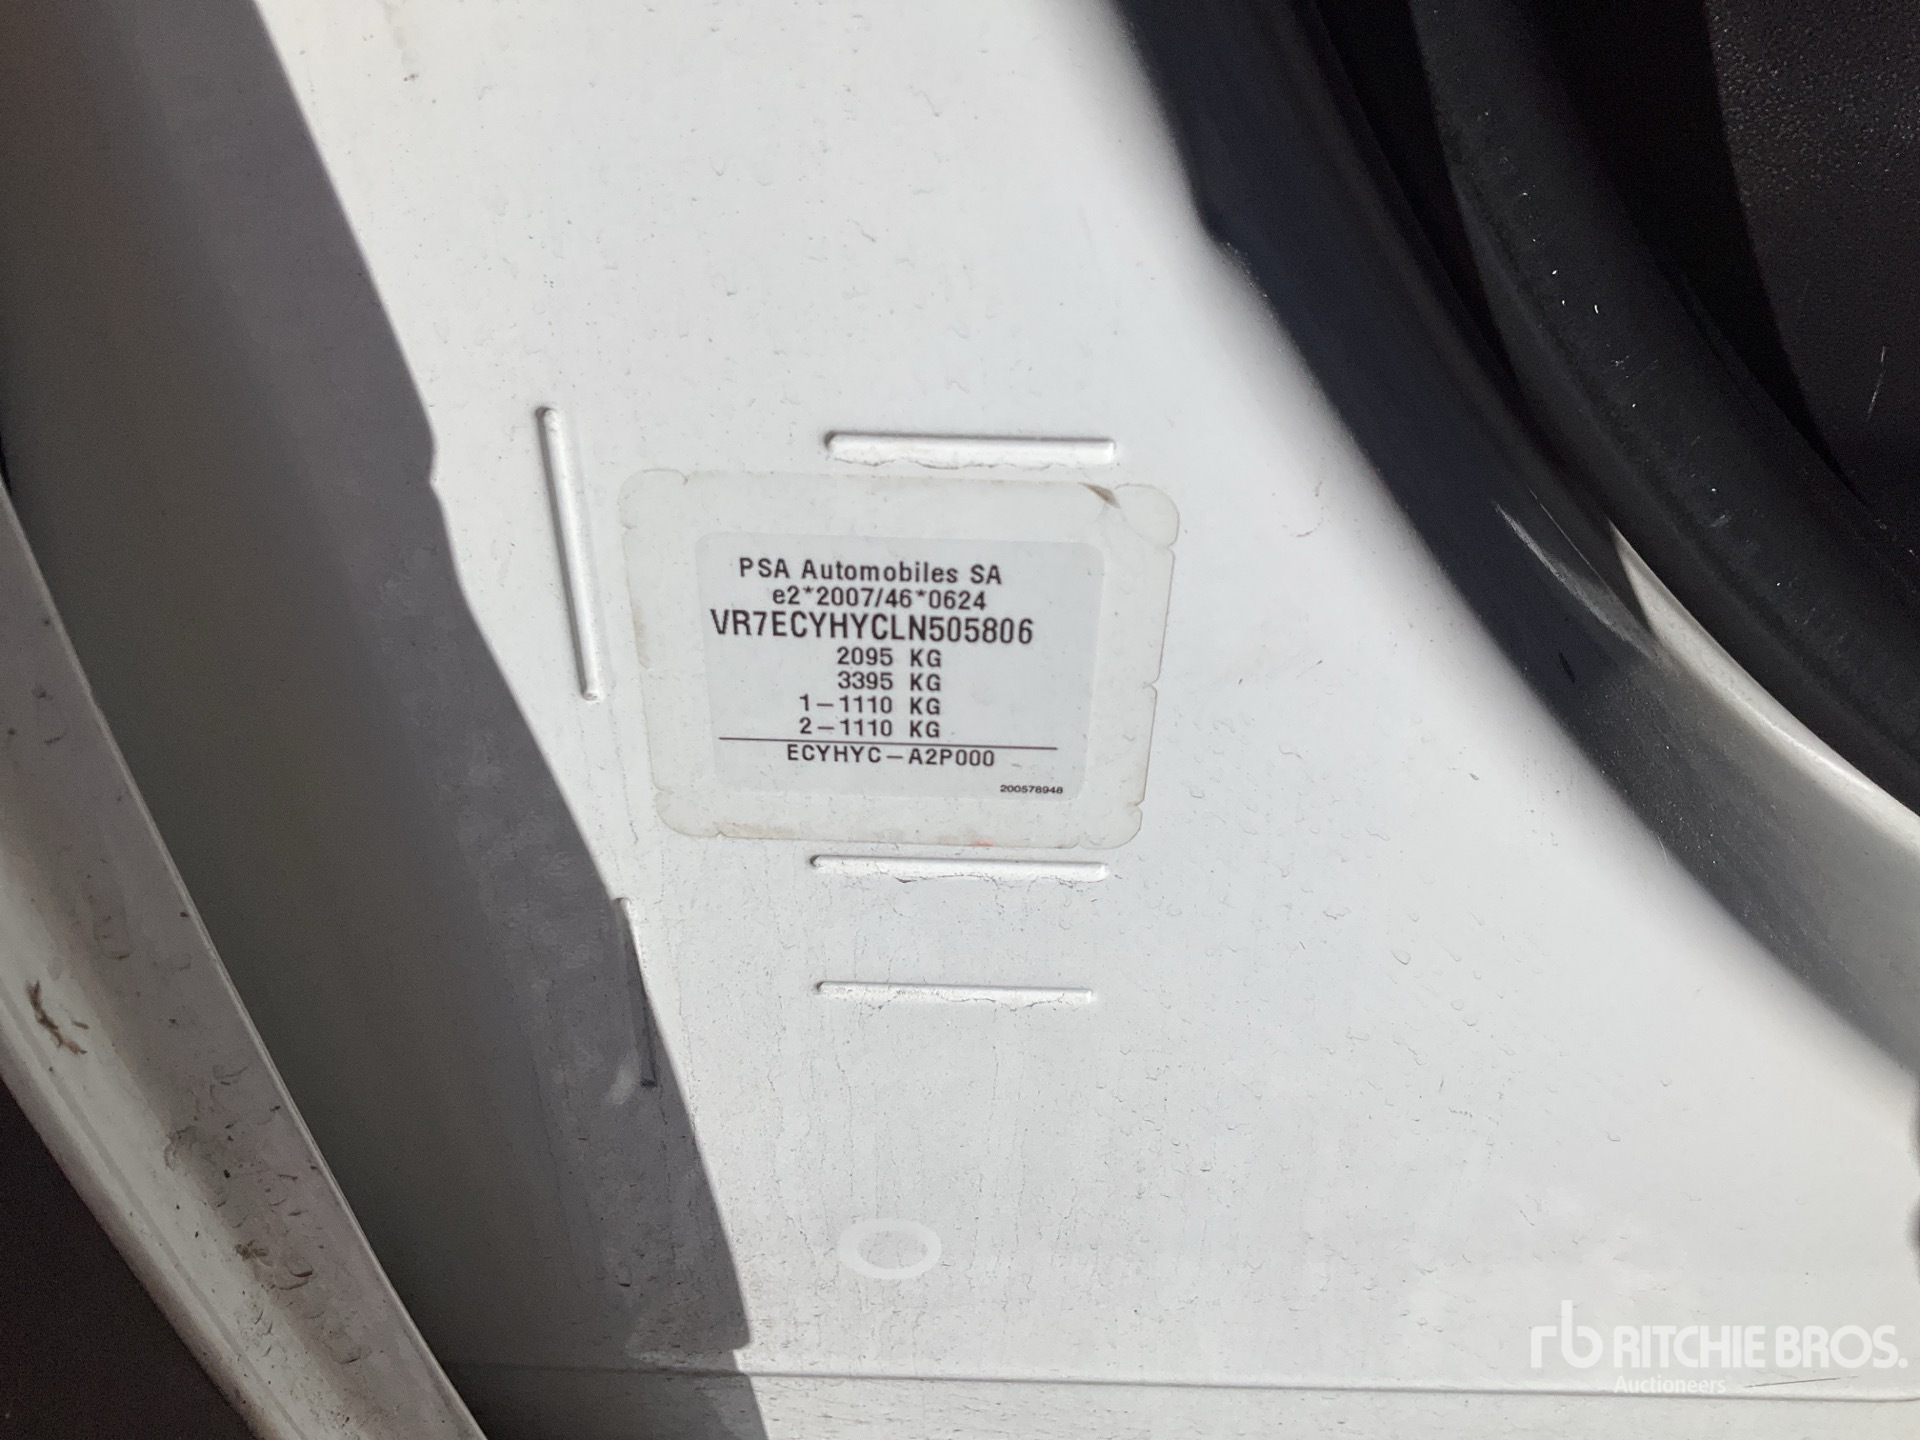 PSA Automobiles SA
e2*2007/46*0624
VR7ECYHYCLN505806
2095 KG
3395 KG
1-1110 KG
2-1110 KG
ECYHYC-A2P000
200578948
rb RITCHIE BROS.
Auctioneers